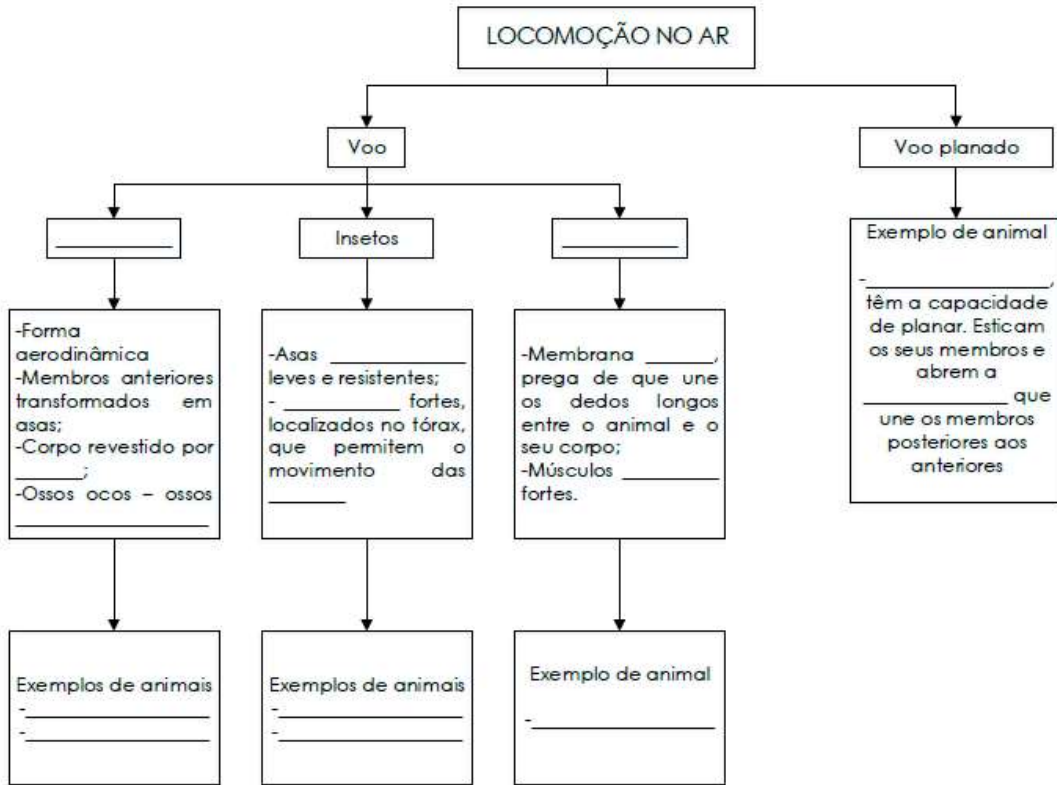 LOCOMOÇÃO NO AR
Voo
Voo planado
__________
Insetos
__________
-Forma
aerodinâmica
-Membros anteriores
transformados em
asas;
-Corpo revestido por
______;
-Ossos ocos – ossos
_________________
-Asas ____________
leves e resistentes;
- __________ fortes,
localizados no tórax,
que permitem o
movimento das
_______
-Membrana ______,
prega de que une
os dedos longos
entre o animal e o
seu corpo;
-Músculos ________
fortes.
Exemplo de animal
-________________,
têm a capacidade
de planar. Esticam
os seus membros e
abrem a
_____________ que
une os membros
posteriores aos
anteriores
Exemplos de animais
-________________
-________________
Exemplos de animais
-________________
-________________
Exemplo de animal
-________________